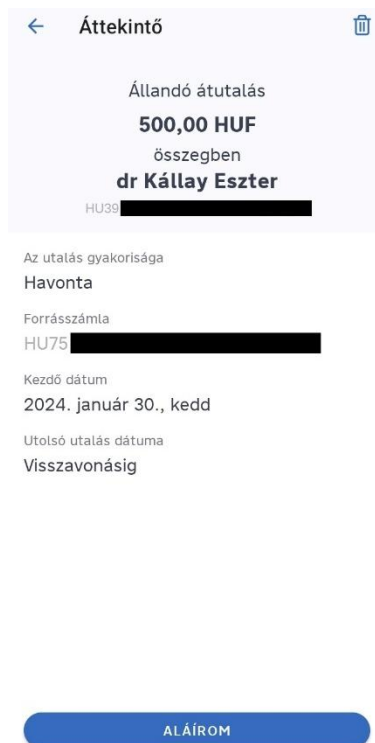 Áttekintő
Állandó átutalás
500,00 HUF
összegben
dr Kállay Eszter
HU39
Az utalás gyakorisága
Havonta
Forrásszámla
HU75
Kezdő dátum
2024. január 30., kedd
Utolsó utalás dátuma
Visszavonásig
ALÁÍROM